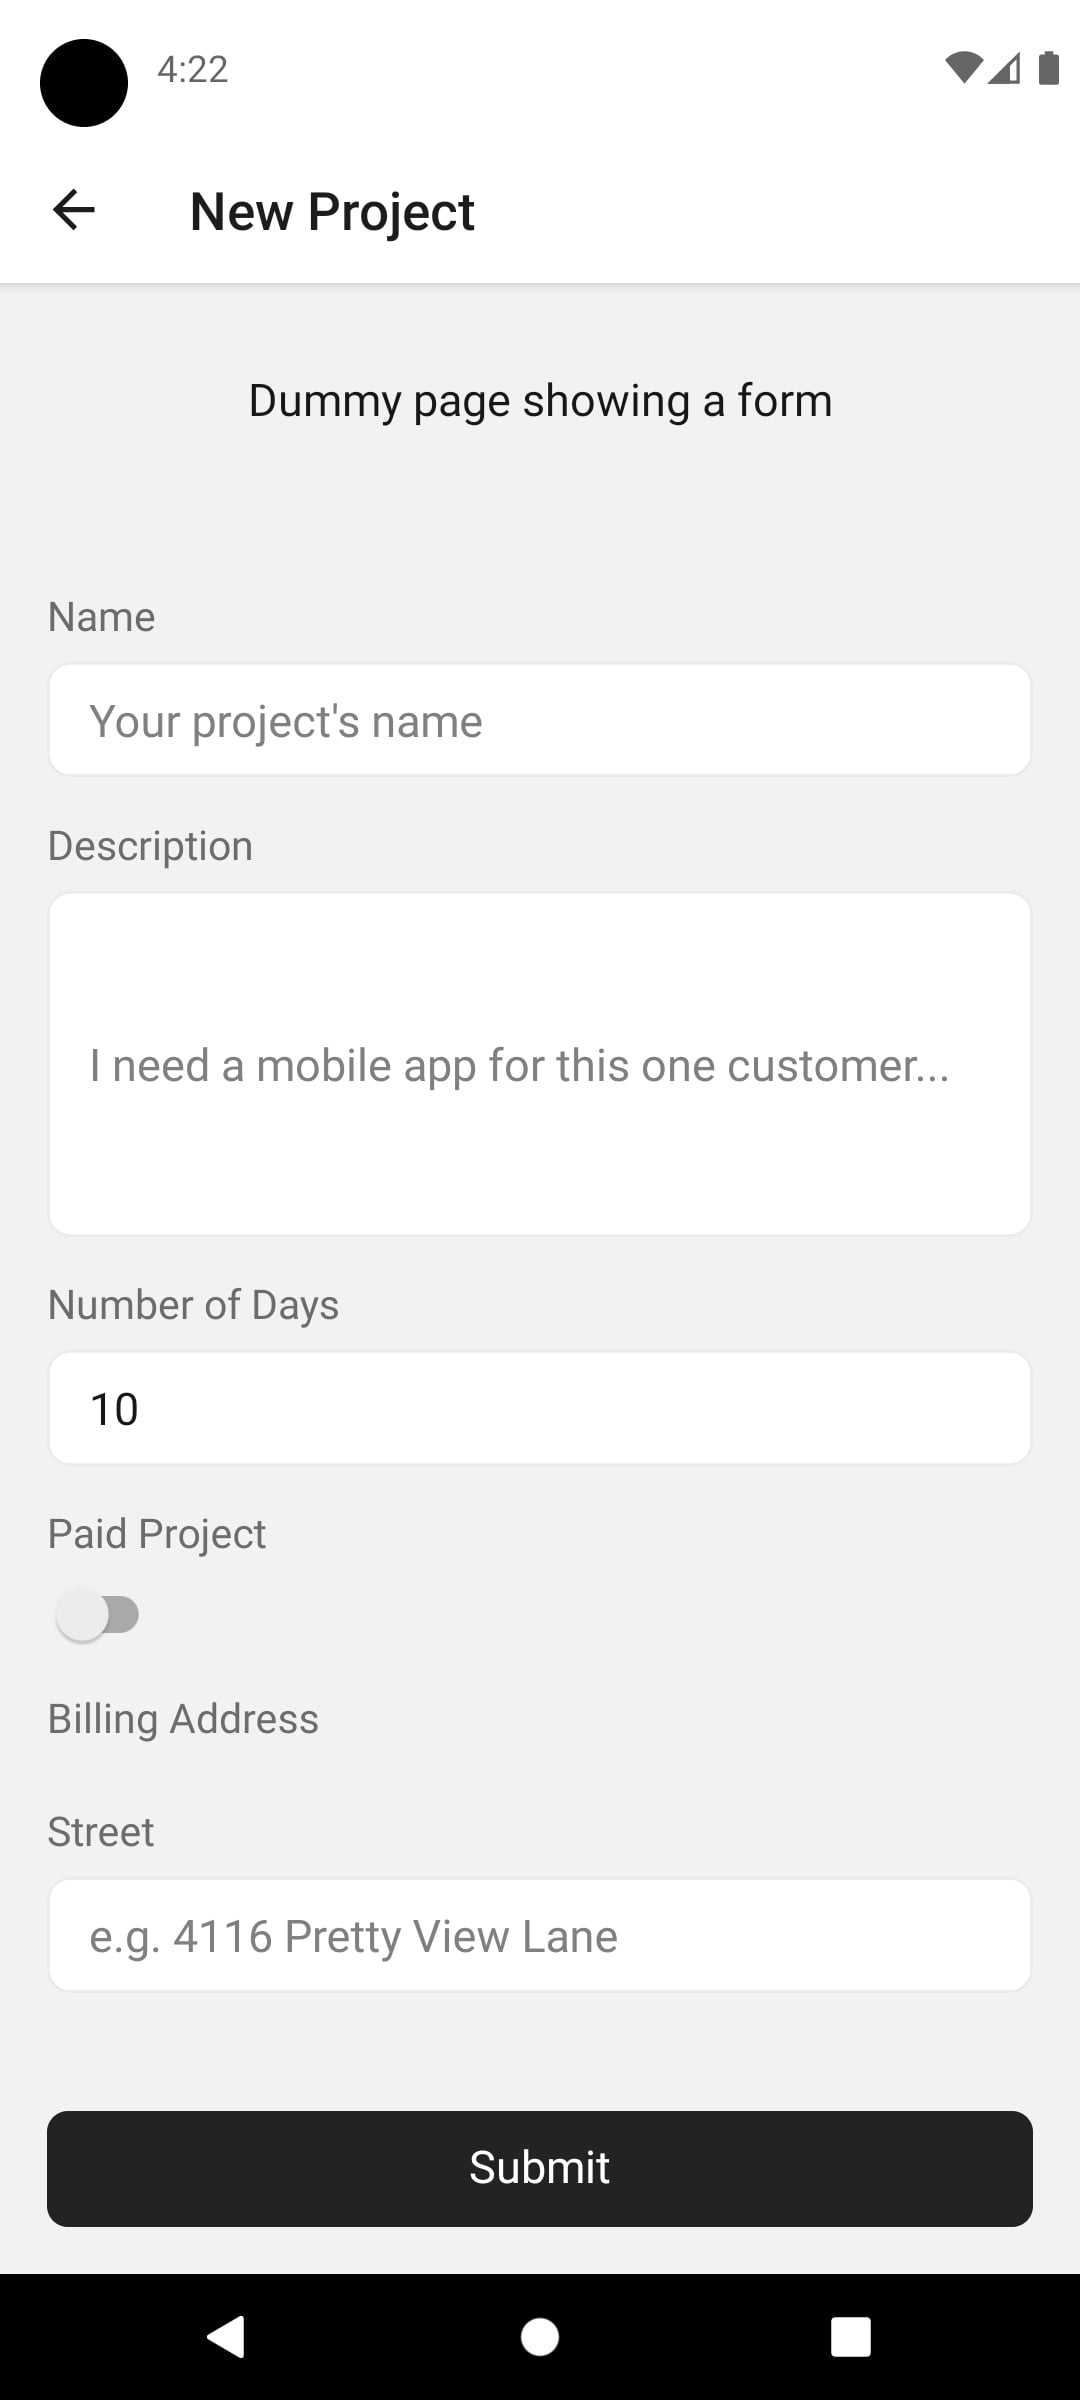 4:22
New Project
Dummy page showing a form
Name
Your project's name
Description
I need a mobile app for this one customer...
Number of Days
10
Paid Project
Billing Address
Street
e.g. 4116 Pretty View Lane
Submit